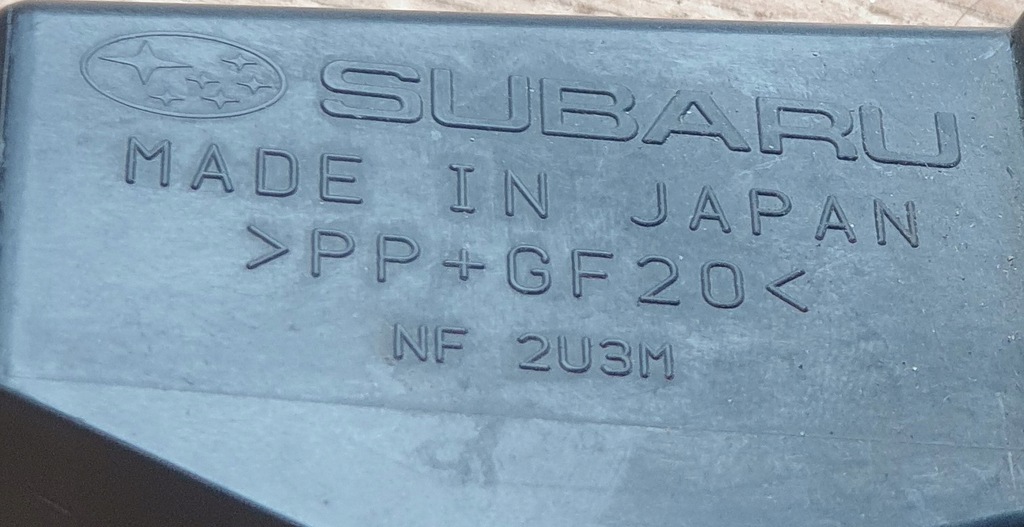 SUBARU
MADE IN JAPAN
>PP+GF20<
NF 2U3M